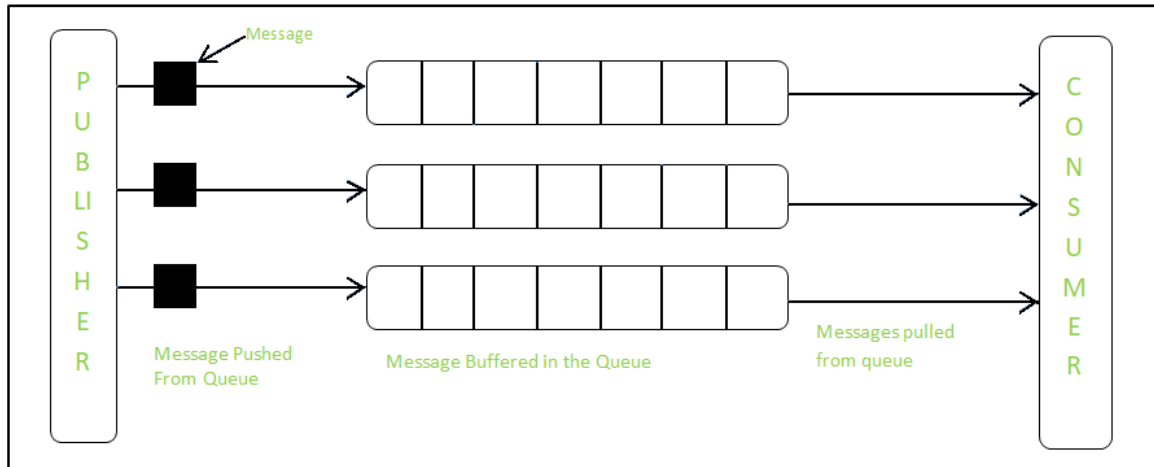 Message
P
U
B
LI
S
H
E
R
Message Pushed
From Queue
Message Buffered in the Queue
Messages pulled
from queue
C
O
N
S
U
M
E
R